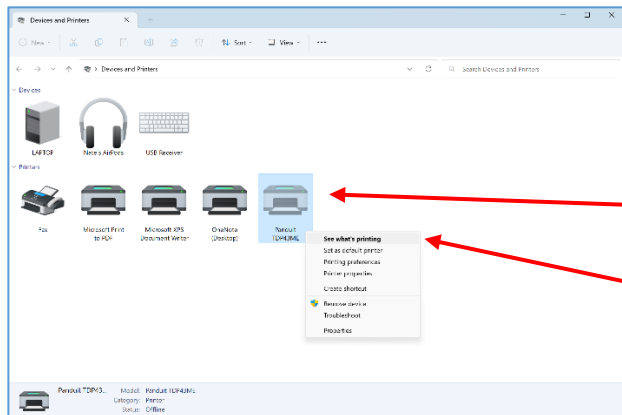 Devices and Printers
New
Sort
View
Devices and Printers
Search Devices and Printers
Devices
LAPTOP
Nate's AirPods
USB Receiver
Printers
Fax
Microsoft Print to PDF
Microsoft XPS Document Writer
OneNote (Desktop)
Panduit TDP43ME
See what's printing
Set as default printer
Printing preferences
Printer properties
Create shortcut
Remove device
Troubleshoot
Properties
Panduit TDP43... Model: Panduit TDP43ME
Category: Printer
Status: Offline